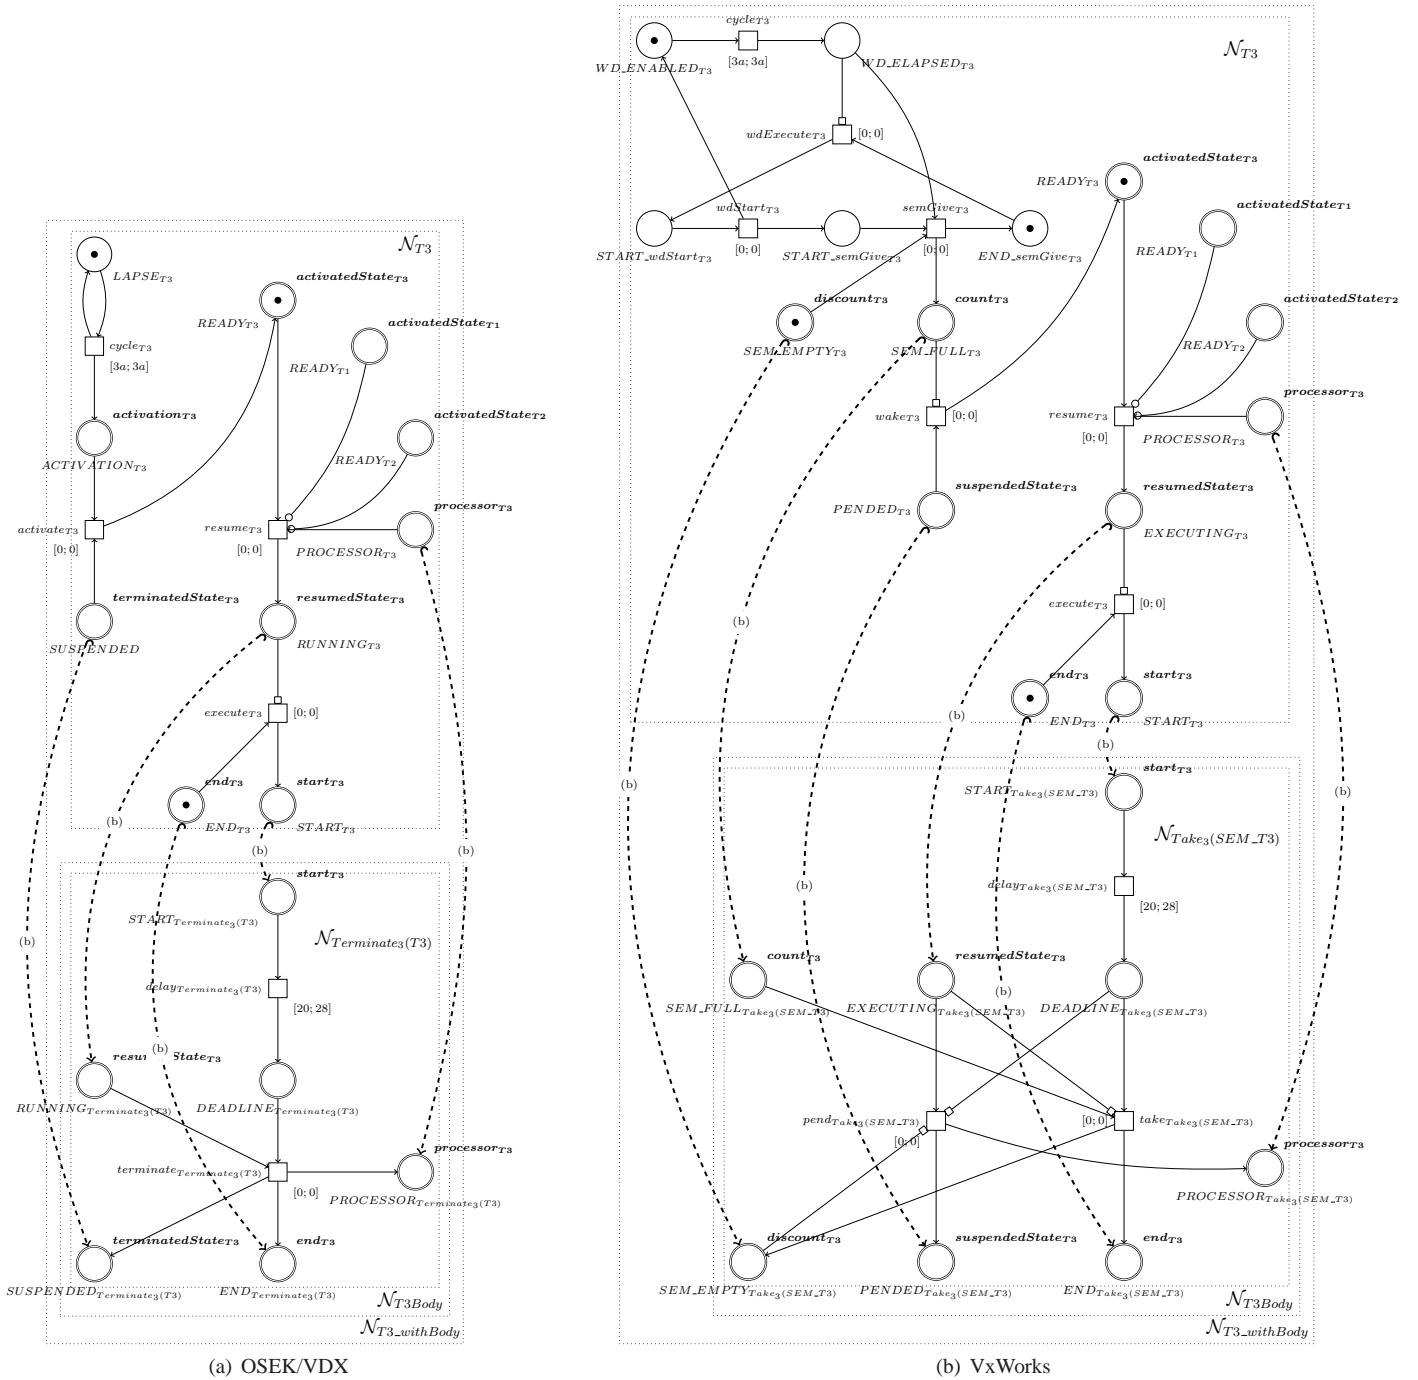 𝒩_T3
LAPSE_T3
cycle_T3
[3a; 3a]
activation_T3
ACTIVATION_T3
activate_T3
[0; 0]
terminatedState_T3
SUSPENDED
activatedState_T3
READY_T3
activatedState_T1
READY_T1
activatedState_T2
READY_T2
resume_T3
[0; 0]
processor_T3
PROCESSOR_T3
resumedState_T3
RUNNING_T3
execute_T3
[0; 0]
end_T3
END_T3
start_T3
START_T3
(b)
(b)
(b)
(b)
(b)
start_T3
START_Terminate3(T3)
𝒩_Terminate3(T3)
delay_Terminate3(T3)
[20; 28]
resumedState_T3
RUNNING_Terminate3(T3)
DEADLINE_Terminate3(T3)
terminate_Terminate3(T3)
[0; 0]
processor_T3
PROCESSOR_Terminate3(T3)
terminatedState_T3
SUSPENDED_Terminate3(T3)
end_T3
END_Terminate3(T3)
𝒩_T3Body
𝒩_T3_withBody
(a) OSEK/VDX
𝒩_T3
cycle_T3
[3a; 3a]
WD_ENABLED_T3
WD_ELAPSED_T3
wdExecute_T3
[0; 0]
wdStart_T3
[0; 0]
START_wdStart_T3
START_semGive_T3
semGive_T3
[0; 0]
END_semGive_T3
discount_T3
SEM_EMPTY_T3
count_T3
SEM_FULL_T3
wake_T3
[0; 0]
suspendedState_T3
PENDED_T3
activatedState_T3
READY_T3
activatedState_T1
READY_T1
activatedState_T2
READY_T2
resume_T3
[0; 0]
processor_T3
PROCESSOR_T3
resumedState_T3
EXECUTING_T3
execute_T3
[0; 0]
end_T3
END_T3
start_T3
START_T3
(b)
(b)
(b)
(b)
(b)
(b)
(b)
start_T3
START_Take3(SEM_T3)
𝒩_Take3(SEM_T3)
delay_Take3(SEM_T3)
[20; 28]
count_T3
SEM_FULL_Take3(SEM_T3)
resumedState_T3
EXECUTING_Take3(SEM_T3)
DEADLINE_Take3(SEM_T3)
pend_Take3(SEM_T3)
[0; 0]
[0; 0]
take_Take3(SEM_T3)
processor_T3
PROCESSOR_Take3(SEM_T3)
discount_T3
SEM_EMPTY_Take3(SEM_T3)
suspendedState_T3
PENDED_Take3(SEM_T3)
end_T3
END_Take3(SEM_T3)
𝒩_T3Body
𝒩_T3_withBody
(b) VxWorks